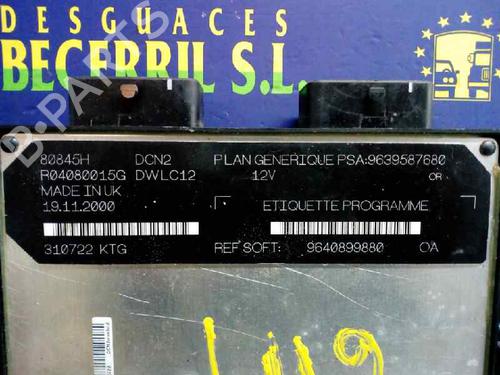 DESGUACES
BECERRIL S.L.
B-PARTS
80845H DCN2 PLAN GENERIQUE PSA:9639587680
R04080015G DWLC12 12V OR
MADE IN UK
19.11.2000 ETIQUETTE PROGRAMME
310722 KTG REF SOFT: 9640899880 OA